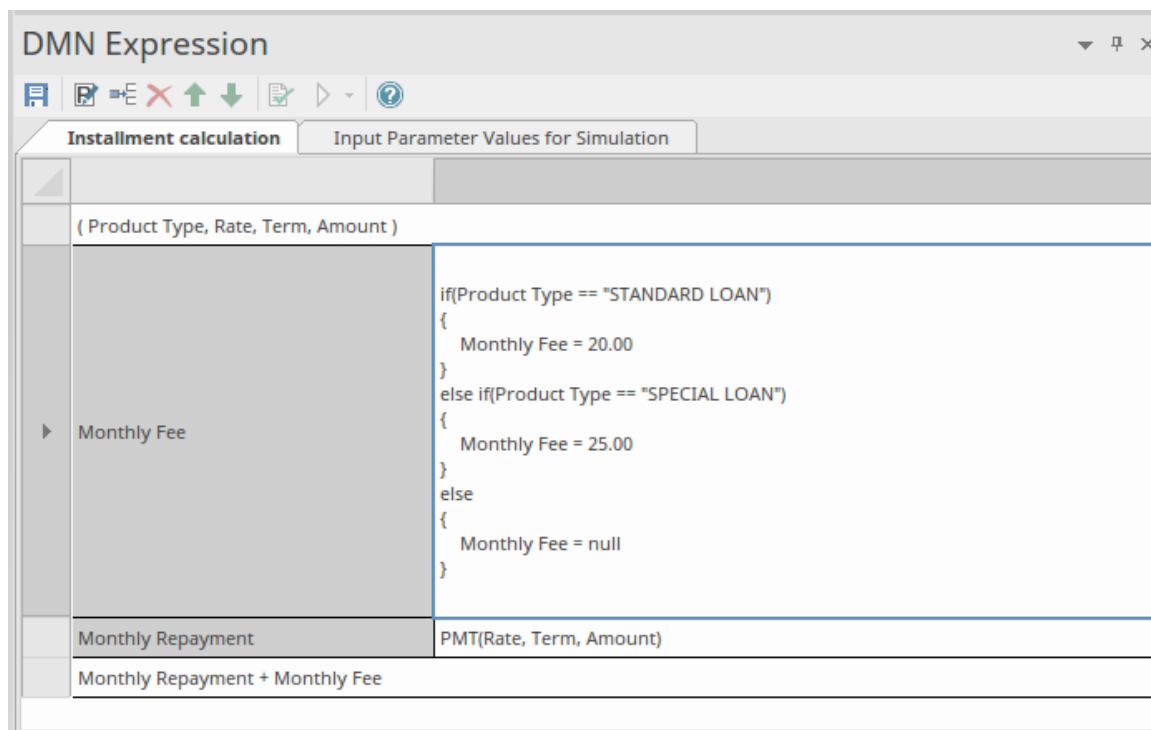 DMN Expression
Installment calculation
Input Parameter Values for Simulation
( Product Type, Rate, Term, Amount )
Monthly Fee
if(Product Type == "STANDARD LOAN")
{
Monthly Fee = 20.00
}
else if(Product Type == "SPECIAL LOAN")
{
Monthly Fee = 25.00
}
else
{
Monthly Fee = null
}
Monthly Repayment
PMT(Rate, Term, Amount)
Monthly Repayment + Monthly Fee